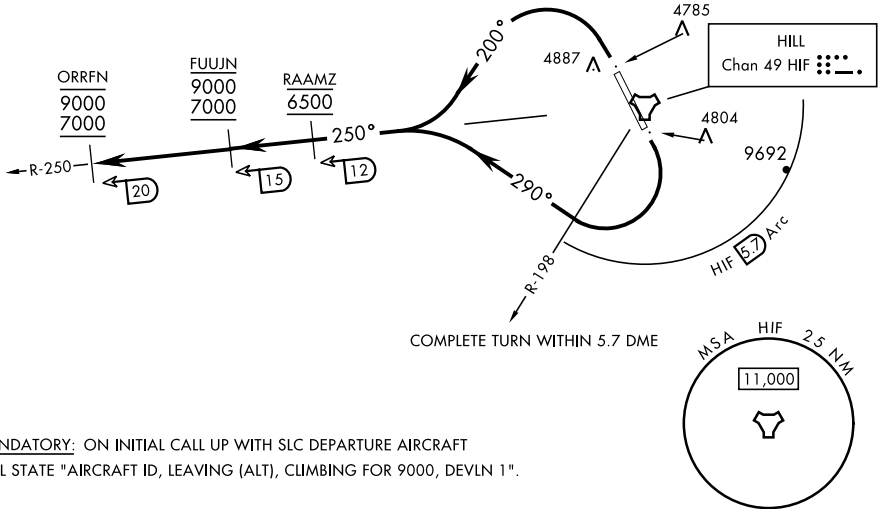 4785
HILL
Chan 49 HIF
4887
200°
FUUJN
9000
7000
ORRFN
9000
7000
RAAMZ
6500
4804
250°
R-250
9692
12
15
20
290°
HIF 5.7 Arc
R-198
COMPLETE TURN WITHIN 5.7 DME
MSA HIF 25 NM
11,000
NDATORY: ON INITIAL CALL UP WITH SLC DEPARTURE AIRCRAFT
L STATE "AIRCRAFT ID, LEAVING (ALT), CLIMBING FOR 9000, DEVLN 1".